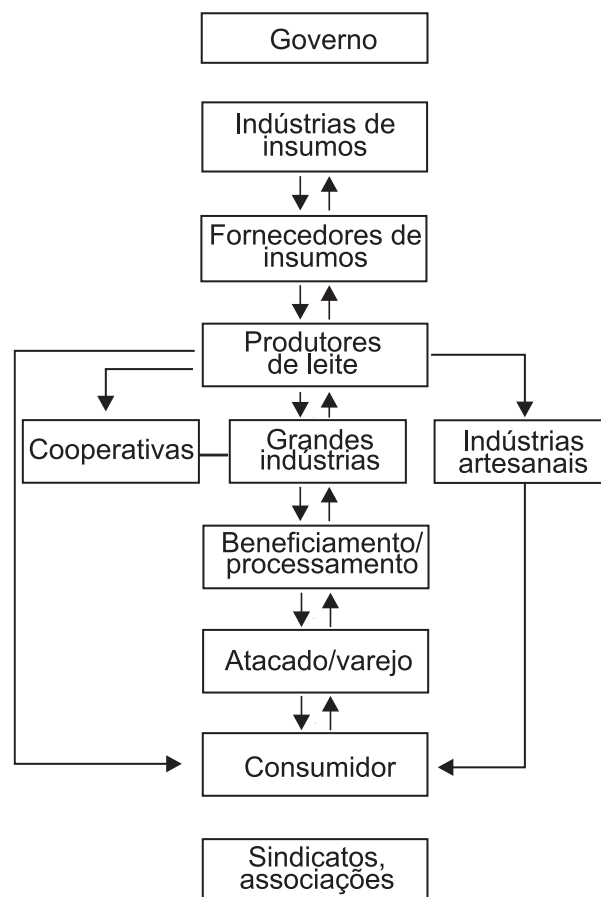 Governo
Indústrias de
insumos
Fornecedores de
insumos
Produtores
de leite
Cooperativas
Grandes
indústrias
Indústrias
artesanais
Beneficiamento/
processamento
Atacado/varejo
Consumidor
Sindicatos,
associações